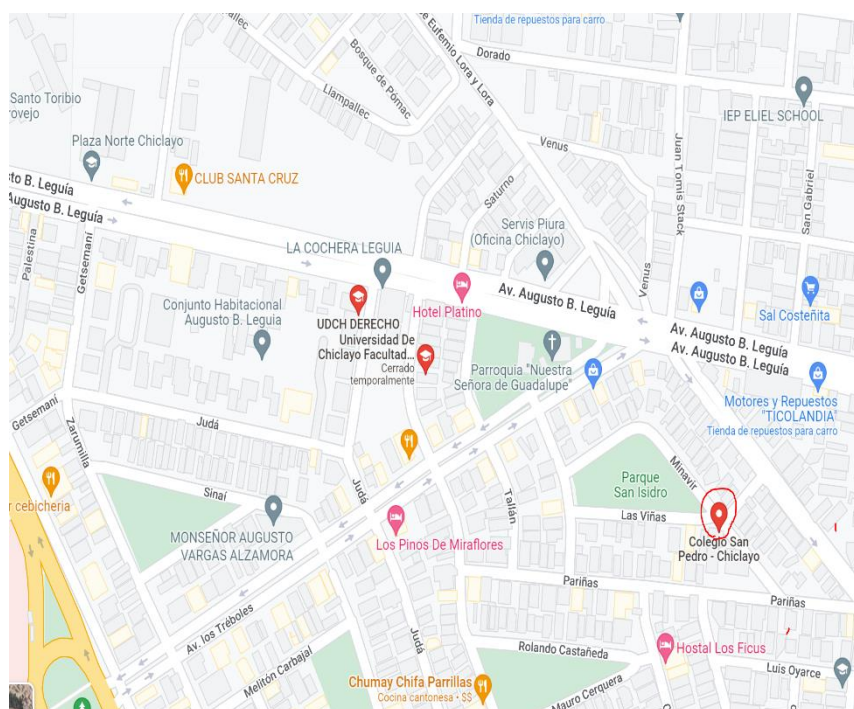 Tienda de repuestos para carro
Dorado
Bosque de Pómac
Llampallec
Eufemio Lora y Lora
Santo Toribio
IEP ELIEL SCHOOL
Plaza Norte Chiclayo
Venus
Juan Tomis Stack
San Gabriel
CLUB SANTA CRUZ
sto B. Leguía
Augusto B. Leguía
Saturno
Servis Piura
(Oficina Chiclayo)
Palestina
Getsemaní
LA COCHERA LEGUIA
Venus
Hotel Platino
Av. Augusto B. Leguía
Sal Costeñita
Conjunto Habitacional
Augusto B. Leguia
UDCH DERECHO
Universidad De
Chiclayo Facultad...
Cerrado
temporalmente
Av. Augusto B. Leguía
Av. Augusto B. Leguía
Parroquia "Nuestra
Señora de Guadalupe"
Motores y Repuestos
"TICOLANDIA'
Tienda de repuestos para carro
Getsemaní
Zarumilla
Judá
Minavir
Parque
San Isidro
Sinaí
Judá
Tallán
Las Viñas
r cebicheria
MONSEÑOR AUGUSTO
VARGAS ALZAMORA
Los Pinos De Miraflores
Colegio San
Pedro - Chiclayo
Pariñas
Pariñas
Av. los Tréboles
Judá
Rolando Castañeda
Hostal Los Ficus
Luis Oyarce
Melitón Carbajal
Chumay Chifa Parrillas
Cocina cantonesa • $$
Mauro Cerquera